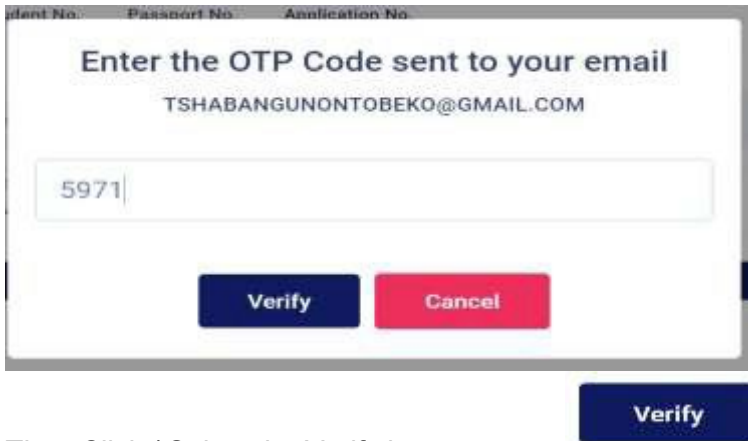 Passport No.
Application No.
Enter the OTP Code sent to your email
TSHABANGUNONTOBEKO@GMAIL.COM
5971
Verify Cancel
Verify